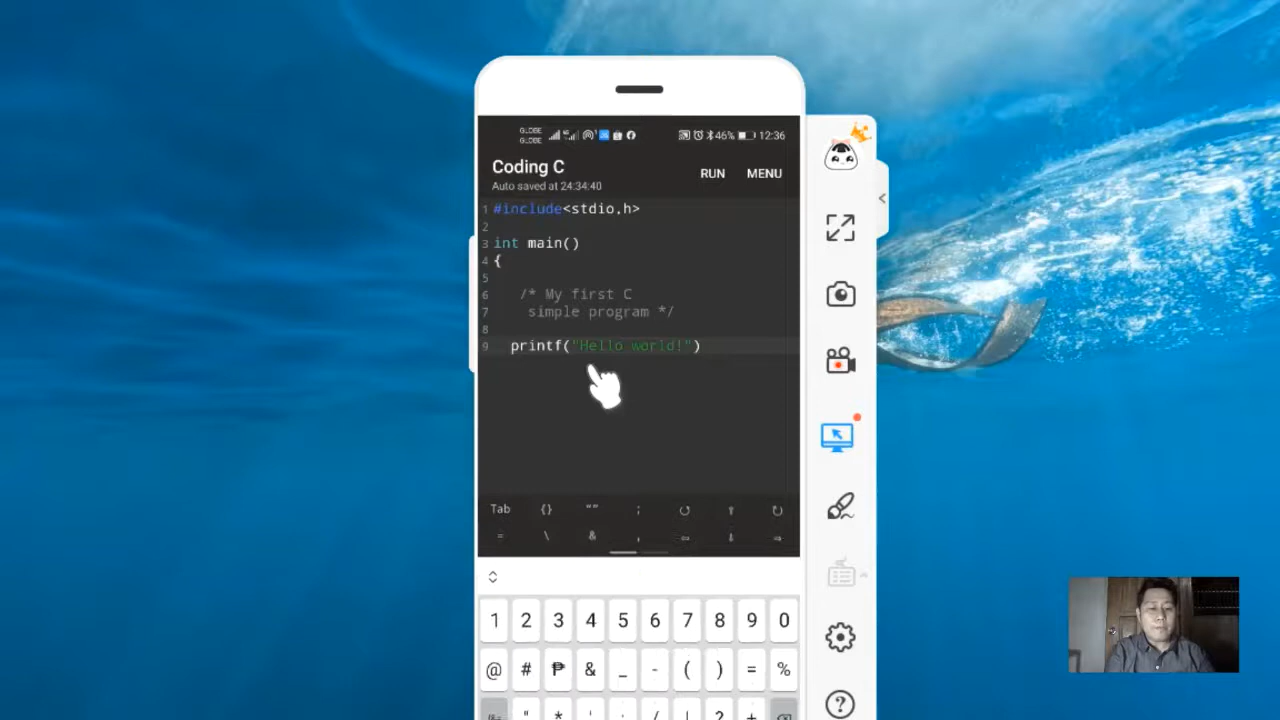 GLOBE
GLOBE
46% 12:36
Coding C
RUN MENU
Auto saved at 24:34:40
1 #include<stdio.h>
2
3 int main()
4 {
5
6 /* My first C
7 simple program */
8
9 printf("Hello world!")
Tab {} "" ;
= \ & ,
1 2 3 4 5 6 7 8 9 0
@ # ₱ & _ - ( ) = %
" * ' : / ! ? +
?